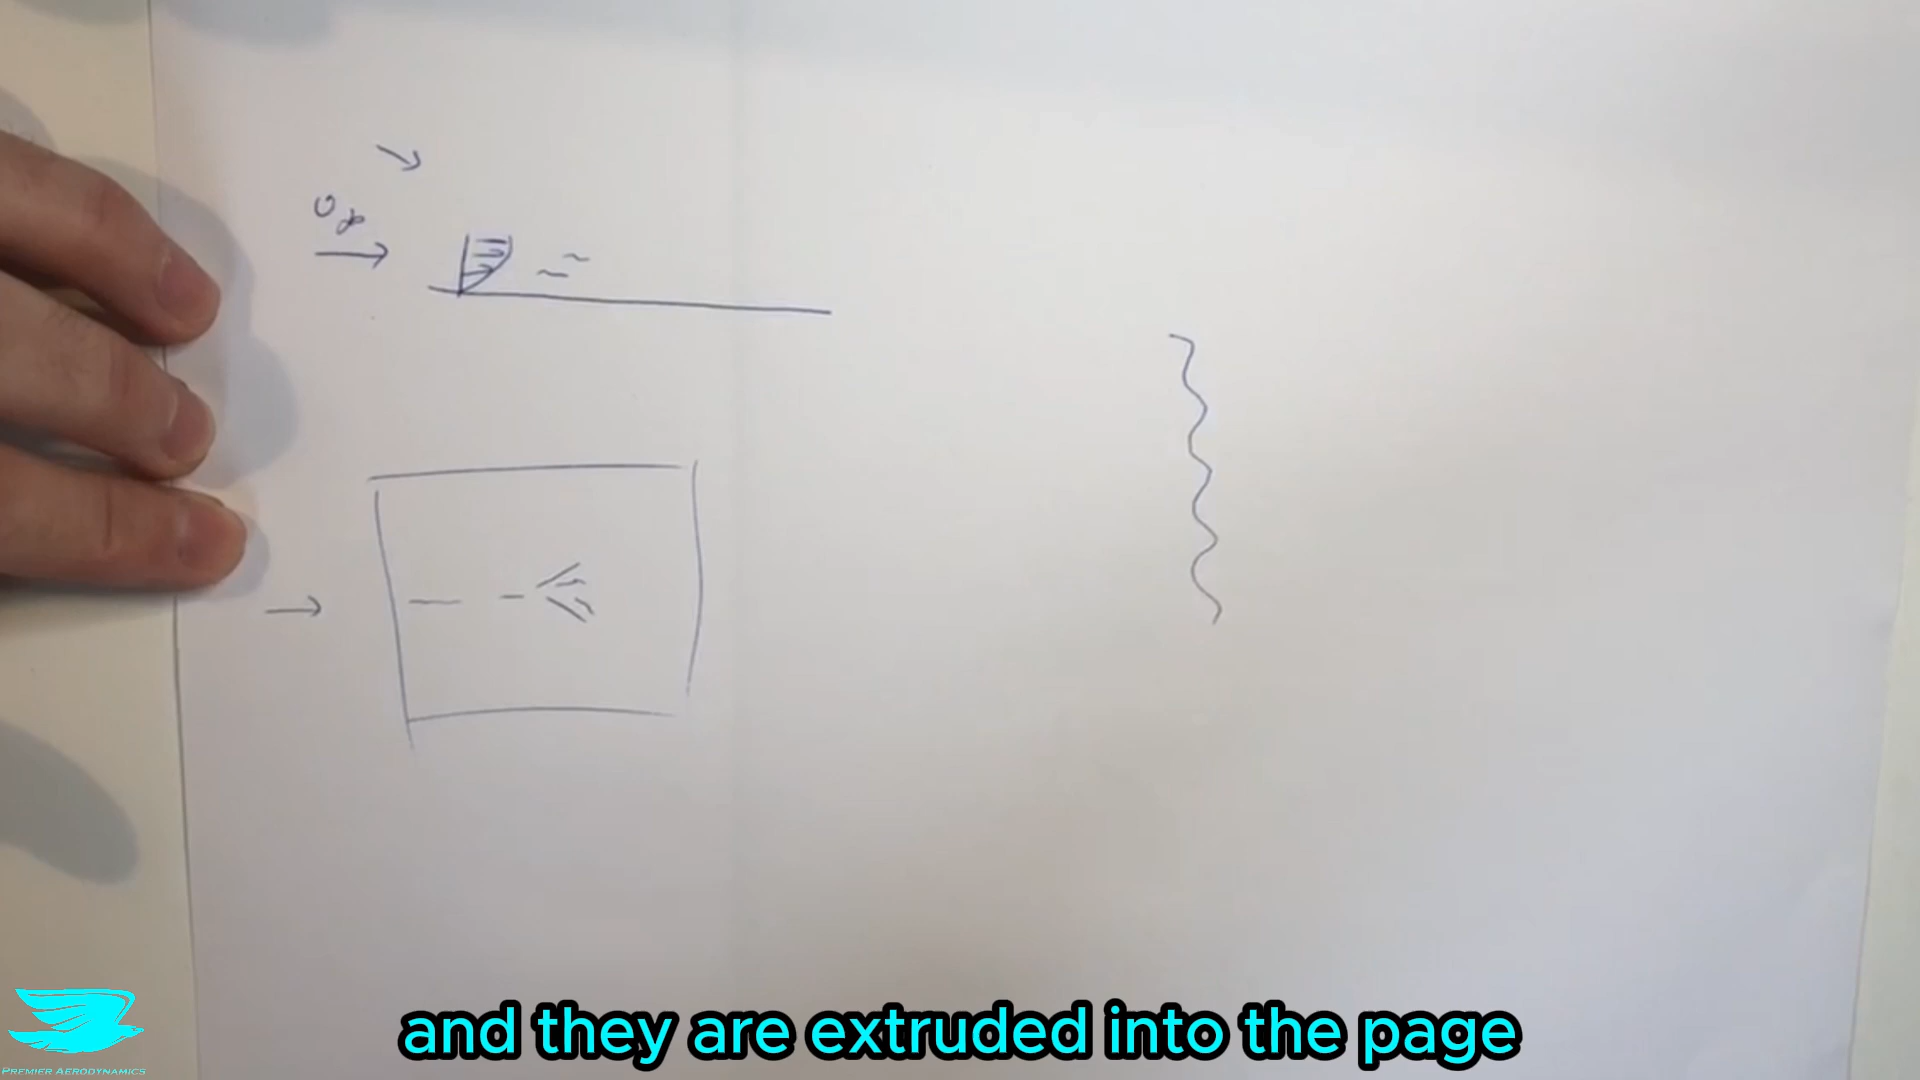 U∞
and they are extruded into the page
PREMIER AERODYNAMICS